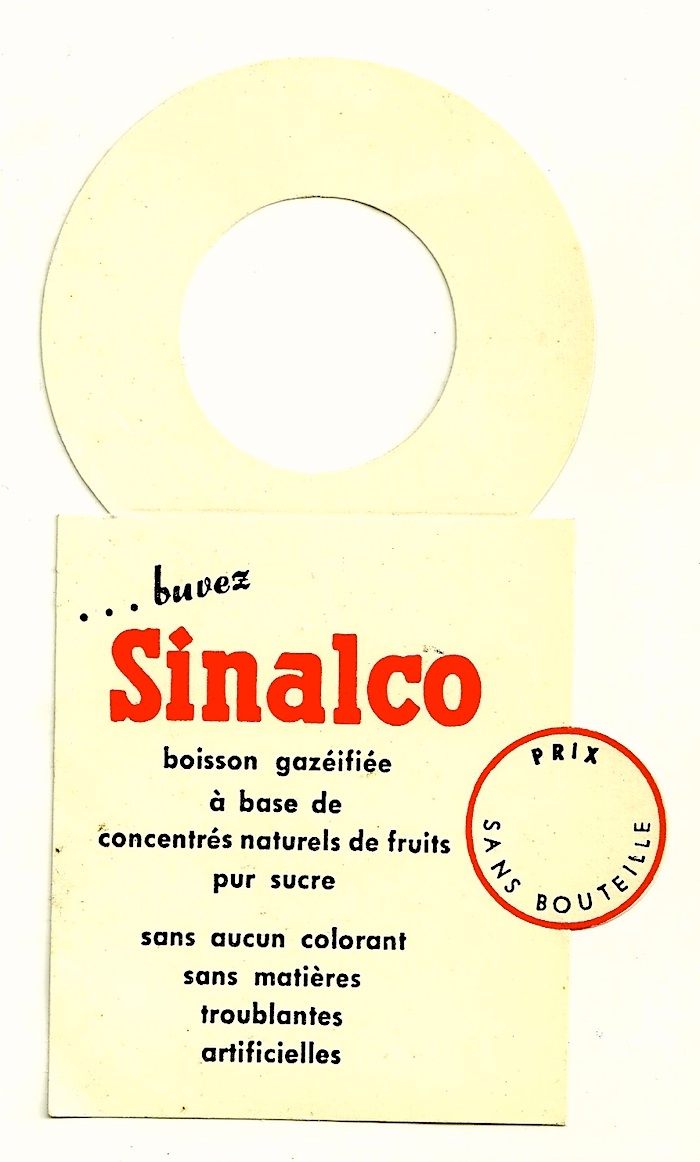 ...buvez
Sinalco
boisson gazéifiée
à base de
concentrés naturels de fruits
pur sucre
sans aucun colorant
sans matières
troublantes
artificielles
PRIX
SANS BOUTEILLE